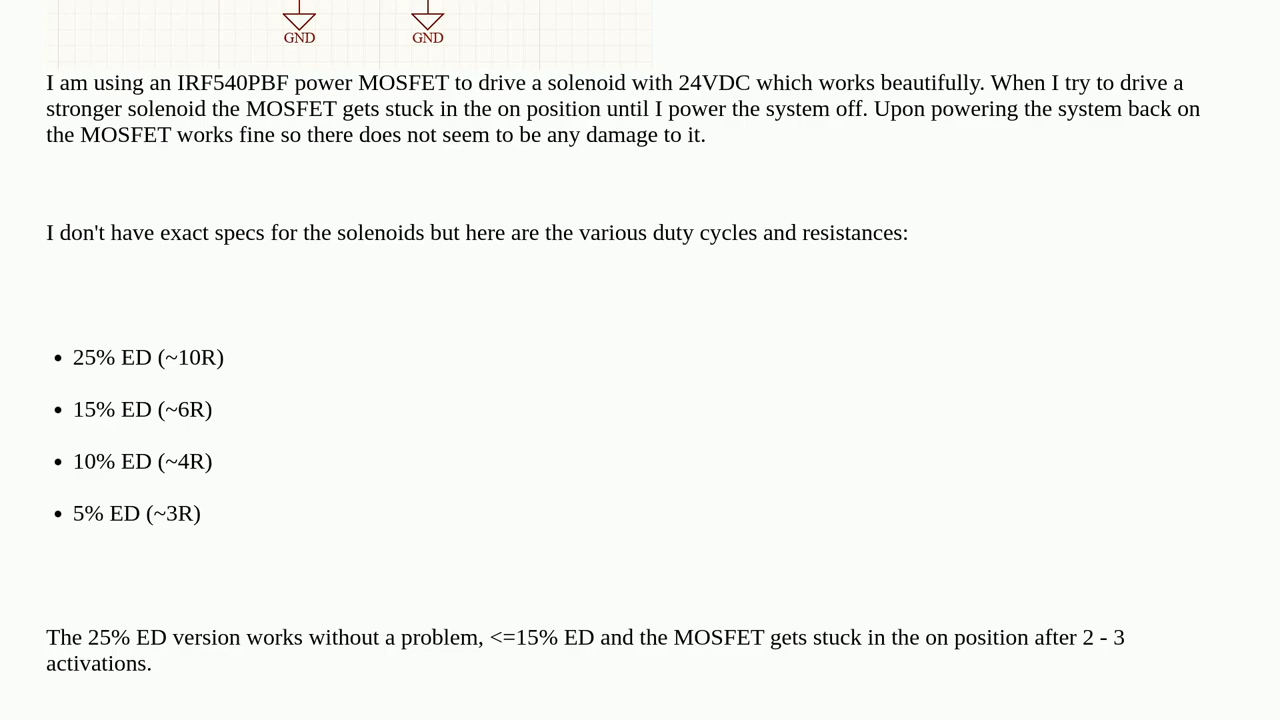 GND GND
I am using an IRF540PBF power MOSFET to drive a solenoid with 24VDC which works beautifully. When I try to drive a
stronger solenoid the MOSFET gets stuck in the on position until I power the system off. Upon powering the system back on
the MOSFET works fine so there does not seem to be any damage to it.
I don't have exact specs for the solenoids but here are the various duty cycles and resistances:
• 25% ED (~10R)
• 15% ED (~6R)
• 10% ED (~4R)
• 5% ED (~3R)
The 25% ED version works without a problem, <=15% ED and the MOSFET gets stuck in the on position after 2 - 3
activations.